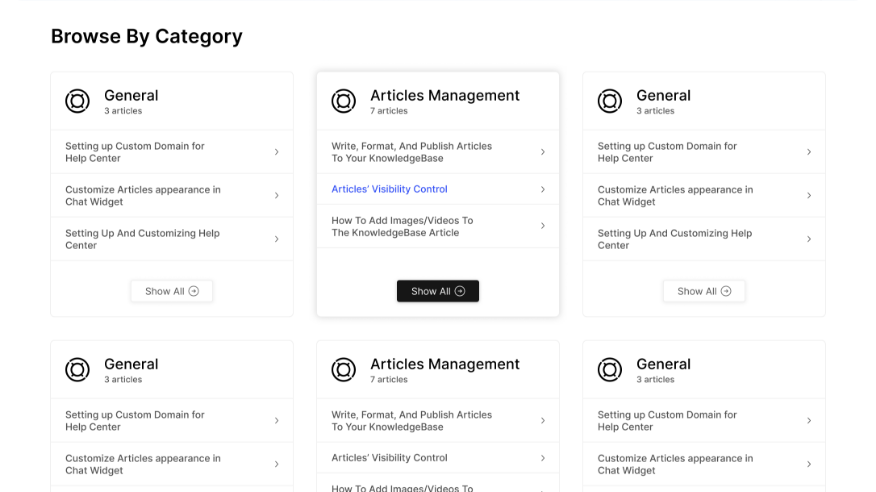 Browse By Category
General
3 articles
Setting up Custom Domain for
Help Center
Customize Articles appearance in
Chat Widget
Setting Up And Customizing Help
Center
Show All
Articles Management
7 articles
Write, Format, And Publish Articles
To Your KnowledgeBase
Articles' Visibility Control
How To Add Images/Videos To
The KnowledgeBase Article
Show All
General
3 articles
Setting up Custom Domain for
Help Center
Customize Articles appearance in
Chat Widget
Setting Up And Customizing Help
Center
Show All
General
3 articles
Setting up Custom Domain for
Help Center
Customize Articles appearance in
Chat Widget
Articles Management
7 articles
Write, Format, And Publish Articles
To Your KnowledgeBase
Articles' Visibility Control
How To Add Images/Videos To
General
3 articles
Setting up Custom Domain for
Help Center
Customize Articles appearance in
Chat Widget